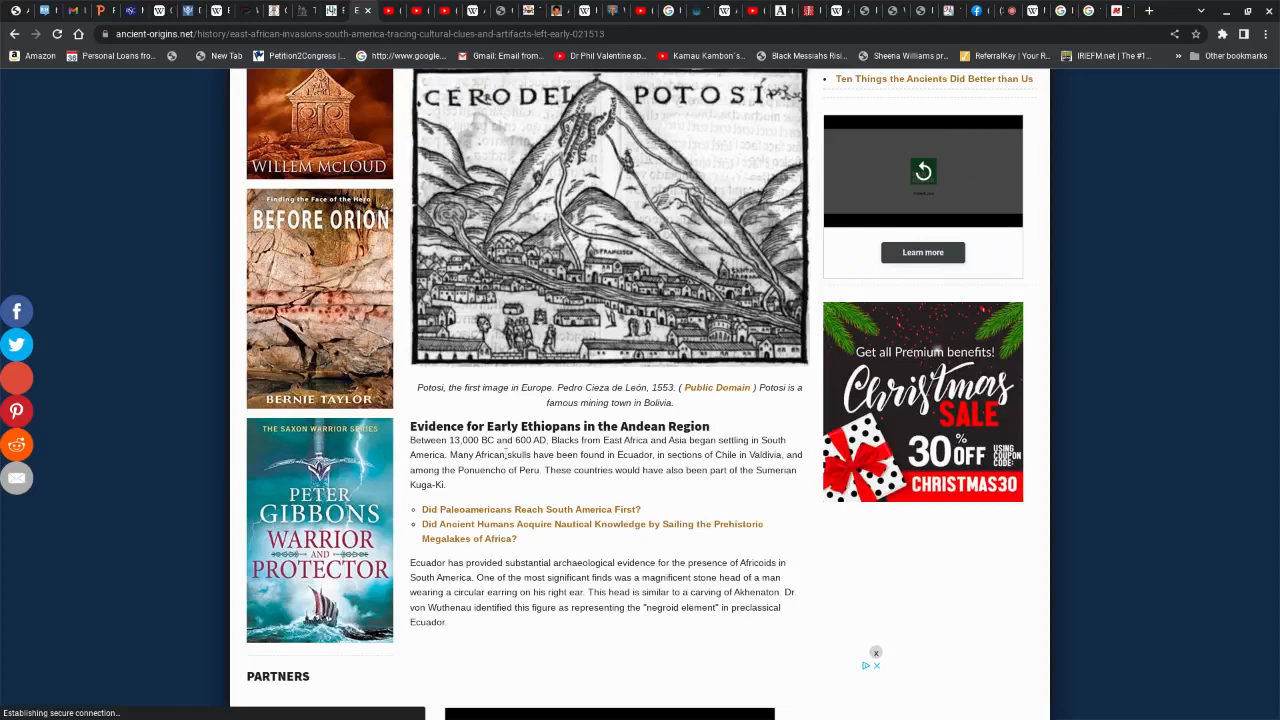 ancient-origins.net/history/east-african-invasions-south-america-tracing-cultural-clues-and-artifacts-left-early-021513
Amazon
Personal Loans fro...
New Tab
Petition2Congress |...
http://www.google....
Gmail: Email from...
Dr Phil Valentine sp...
Kamau Kambon`s ...
Black Messiahs Risi...
Sheena Williams pr...
ReferralKey | Your R...
IRIEFM.net | The #1 ...
»
Other bookmarks
WILLEM McLOUD
Finding the Face of the Hero
BEFORE ORION
BERNIE TAYLOR
THE SAXON WARRIOR SERIES
PETER
GIBBONS
WARRIOR
AND
PROTECTOR
PARTNERS
CERO DEL POTOSI
Potosi, the first image in Europe. Pedro Cieza de León, 1553. ( Public Domain ) Potosi is a
famous mining town in Bolivia.
Evidence for Early Ethiopans in the Andean Region
Between 13,000 BC and 600 AD, Blacks from East Africa and Asia began settling in South
America. Many African skulls have been found in Ecuador, in sections of Chile in Valdivia, and
among the Ponuencho of Peru. These countries would have also been part of the Sumerian
Kuga-Ki.
Did Paleoamericans Reach South America First?
Did Ancient Humans Acquire Nautical Knowledge by Sailing the Prehistoric
Megalakes of Africa?
Ecuador has provided substantial archaeological evidence for the presence of Africoids in
South America. One of the most significant finds was a magnificent stone head of a man
wearing a circular earring on his right ear. This head is similar to a carving of Akhenaton. Dr.
von Wuthenau identified this figure as representing the "negroid element" in preclassical
Ecuador.
Ten Things the Ancients Did Better than Us
Learn more
Get all Premium benefits!
Christmas
SALE
30% OFF
USING
COUPON
CODE:
CHRISTMAS30
x
Establishing secure connection...